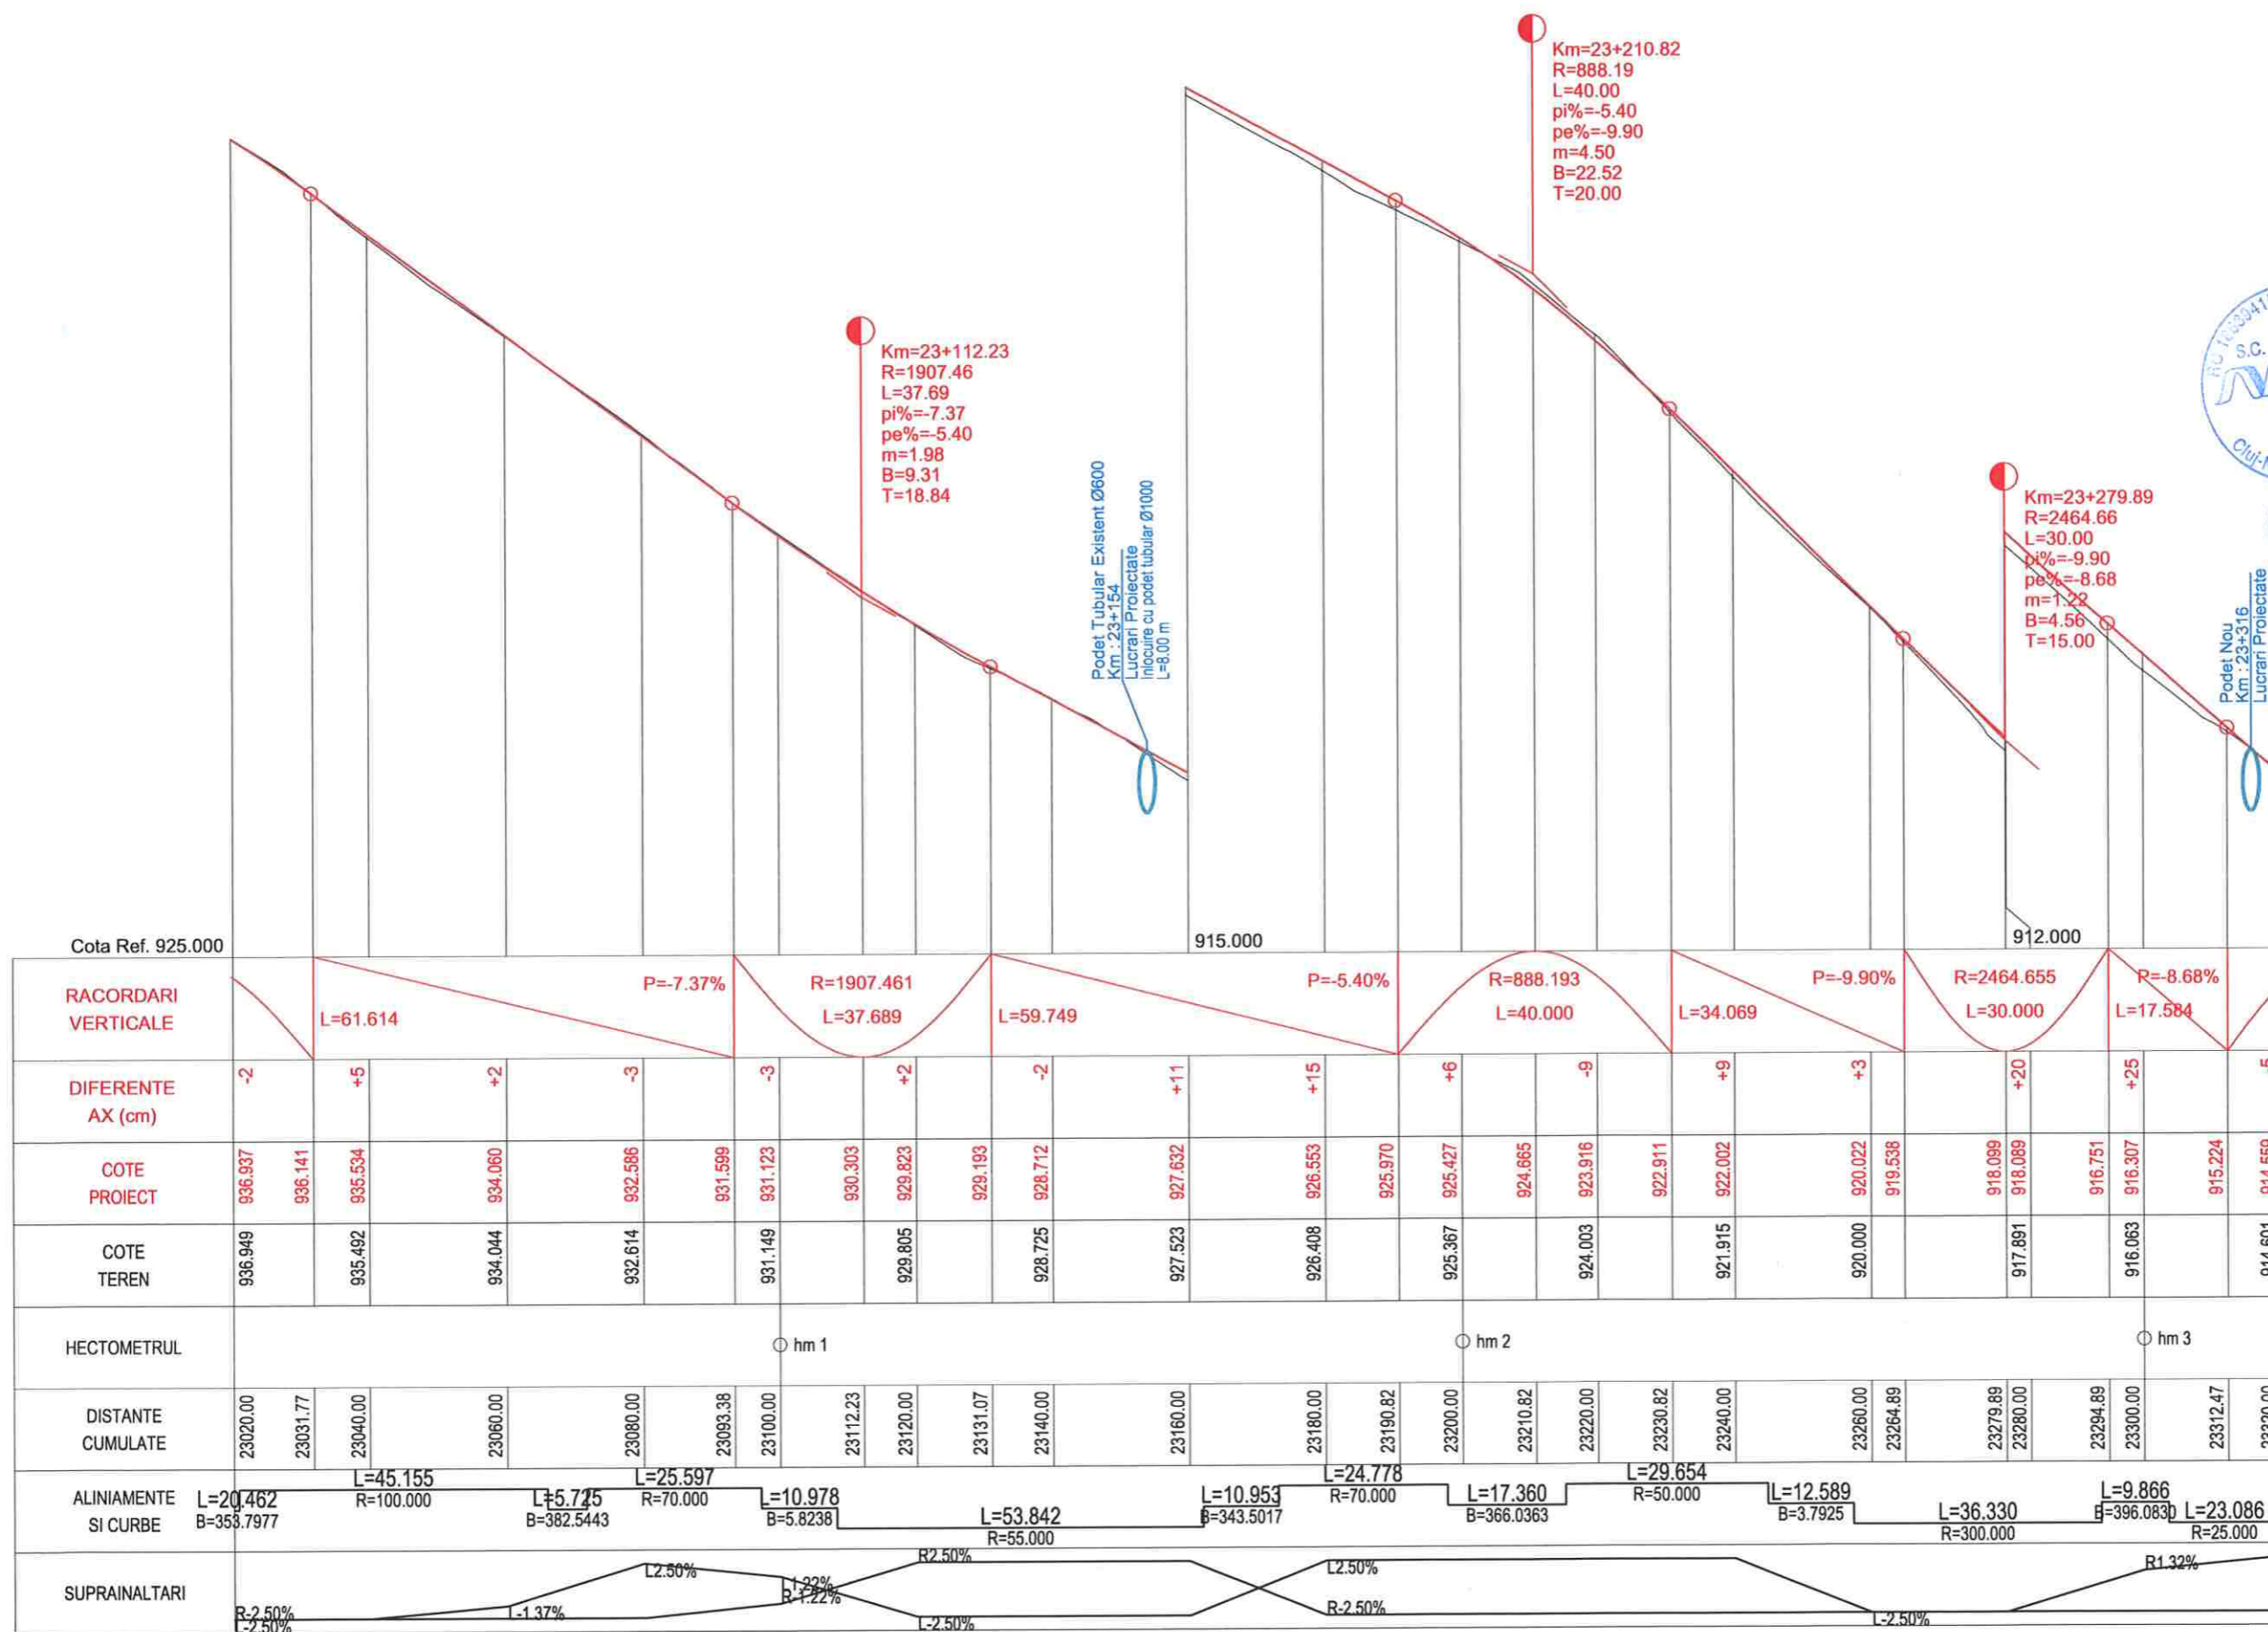 Km=23+210.82
R=888.19
L=40.00
pi%=-5.40
pe%=-9.90
m=4.50
B=22.52
T=20.00
Km=23+112.23
R=1907.46
L=37.69
pi%=-7.37
pe%=-5.40
m=1.98
B=9.31
T=18.84
Podet Tubular Existent Ø600
Km : 23+154
Lucrari Proiectate
Inlocuire cu podet tubular Ø1000
L=8.00 m
S.C.
Km=23+279.89
R=2464.66
L=30.00
pi%=-9.90
pe%=-8.68
m=1.22
B=4.56
T=15.00
Podet Nou
Km : 23+316
Lucrari Proiectate
Cota Ref. 925.000
915.000
912.000
RACORDARI
VERTICALE
L=61.614
P=-7.37%
R=1907.461
L=37.689
L=59.749
P=-5.40%
R=888.193
L=40.000
L=34.069
P=-9.90%
R=2464.655
L=30.000
P=-8.68%
L=17.584
DIFERENTE
AX (cm)
-2 +5 +2 -3 -3 +2 -2 +11 +15 +6 -9 +9 +3 +20 +25
COTE
PROIECT
936.937 936.141 935.534 934.060 932.586 931.599 931.123 930.303 929.823 929.193 928.712 927.632 926.553 925.970 925.427 924.665 923.916 922.911 922.002 920.022 919.538 918.099 918.089 916.751 916.307 915.224 914.559
COTE
TEREN
936.949 935.492 934.044 932.614 931.149 929.805 928.725 927.523 926.408 925.367 924.003 921.915 920.000 917.891 916.063
HECTOMETRUL
hm 1
hm 2
hm 3
DISTANTE
CUMULATE
23020.00 23031.77 23040.00 23060.00 23080.00 23093.38 23100.00 23112.23 23120.00 23131.07 23140.00 23160.00 23180.00 23190.82 23200.00 23210.82 23220.00 23230.82 23240.00 23260.00 23264.89 23279.89 23280.00 23294.89 23300.00 23312.47
ALINIAMENTE
SI CURBE
L=20.462
B=353.7977
L=45.155
R=100.000
L=5.725
B=382.5443
L=25.597
R=70.000
L=10.978
B=5.8238
L=53.842
R=55.000
L=10.953
B=343.5017
L=24.778
R=70.000
L=17.360
B=366.0363
L=29.654
R=50.000
L=12.589
B=3.7925
L=36.330
R=300.000
L=9.866
B=396.0830
L=23.086
R=25.000
SUPRAINALTARI
R-2.50%
L-2.50%
L-1.37%
L2.50%
R-1.22%
R2.50%
L-2.50%
L2.50%
R-2.50%
L-2.50%
R1.32%